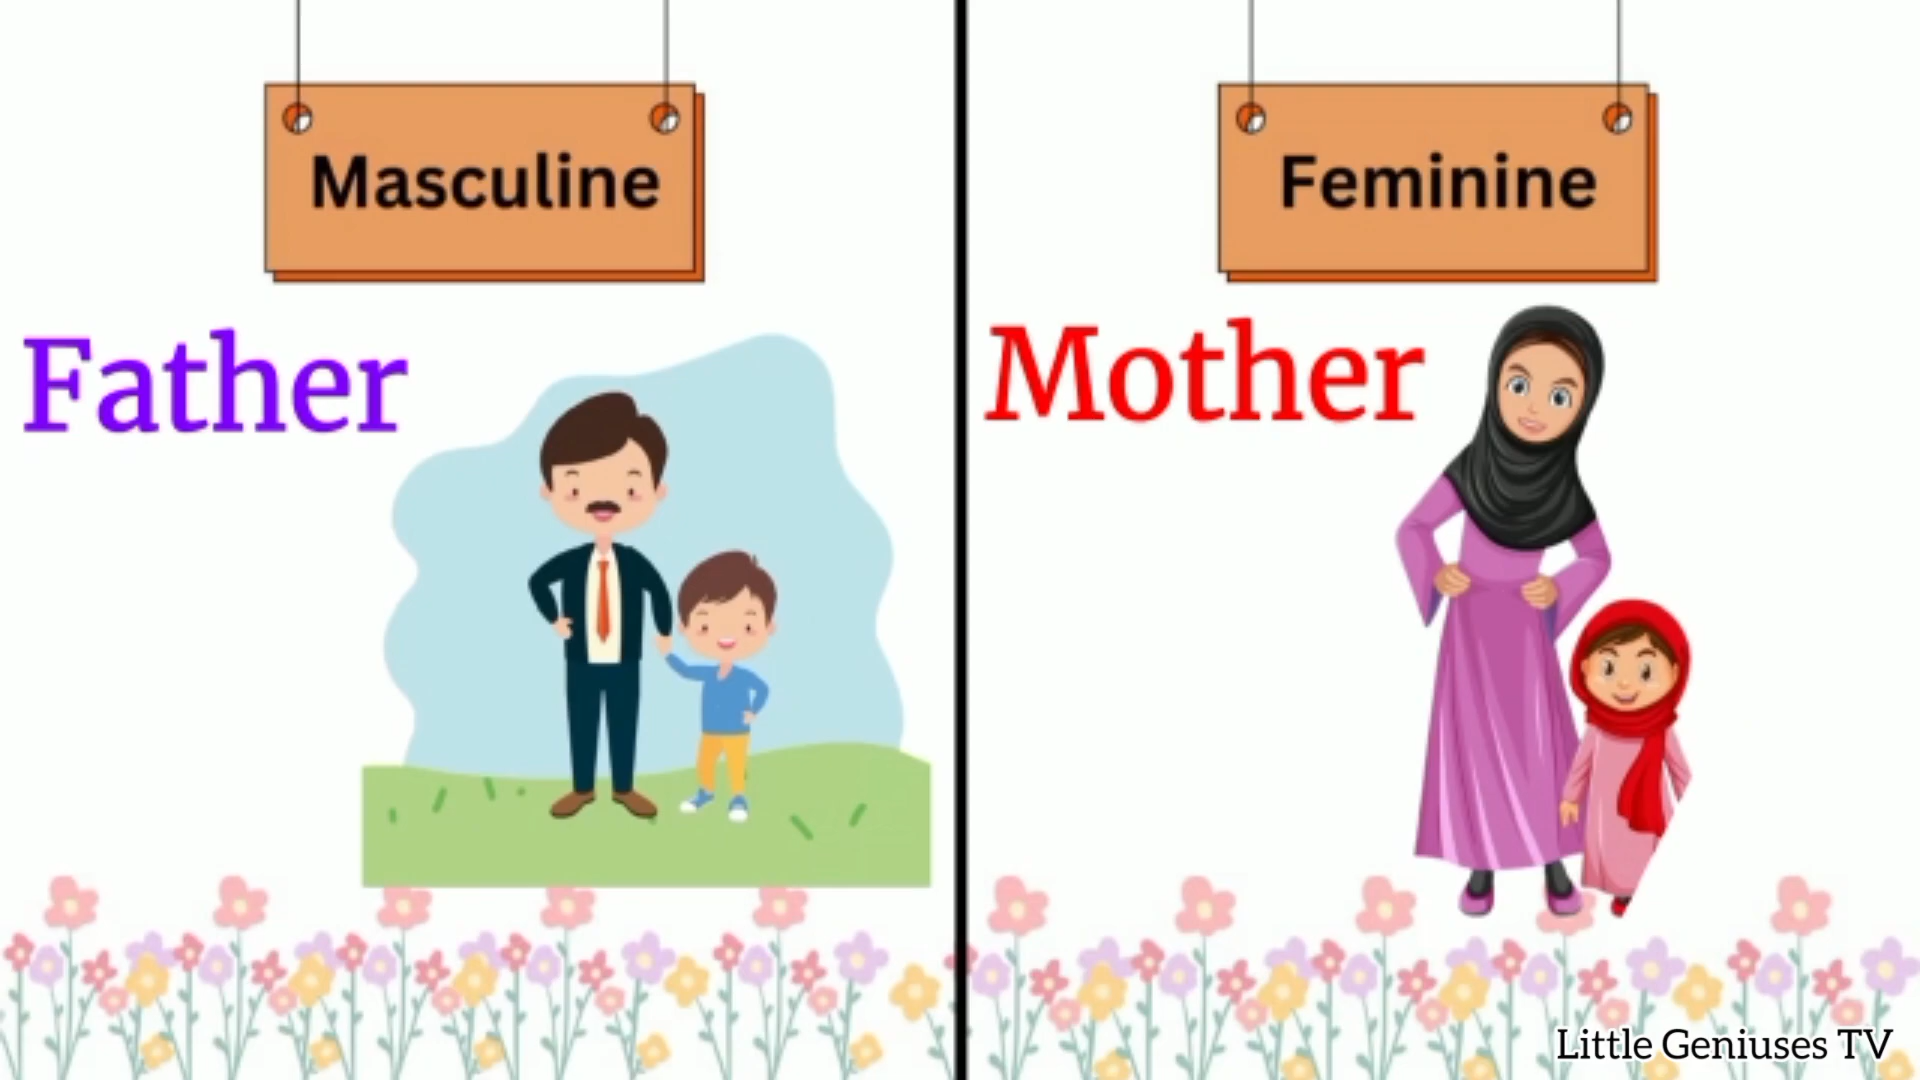 Masculine
Feminine
Father
Mother
Little Geniuses TV